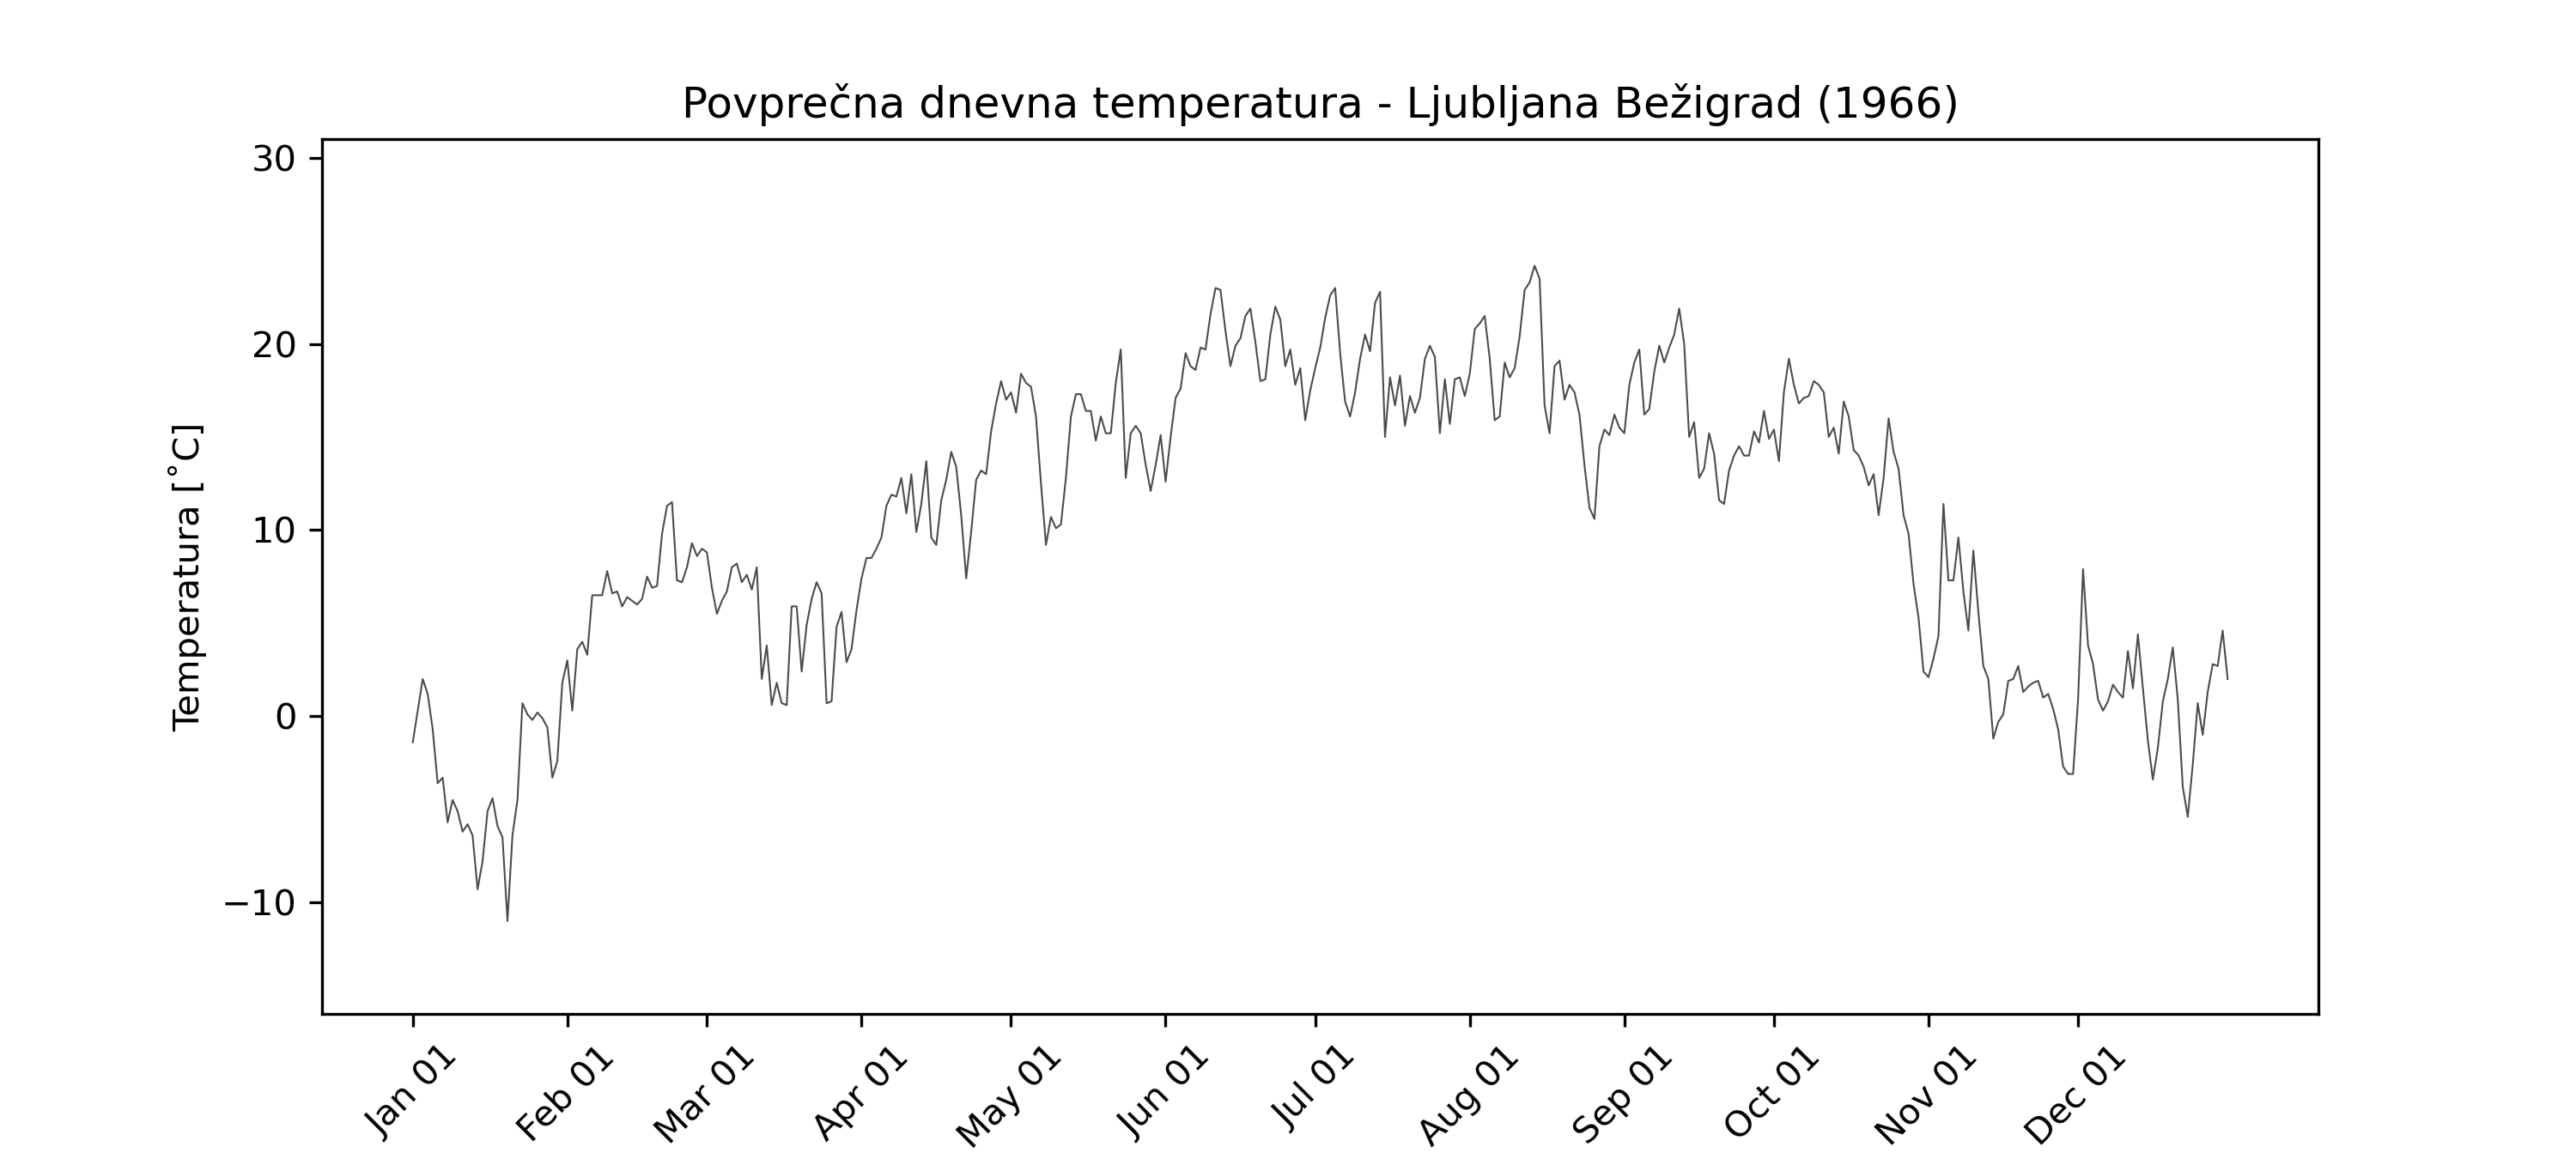 Povprečna dnevna temperatura - Ljubljana Bežigrad (1966)
Temperatura [˚C]
30
20
10
0
−10
Jan 01
Feb 01
Mar 01
Apr 01
May 01
Jun 01
Jul 01
Aug 01
Sep 01
Oct 01
Nov 01
Dec 01